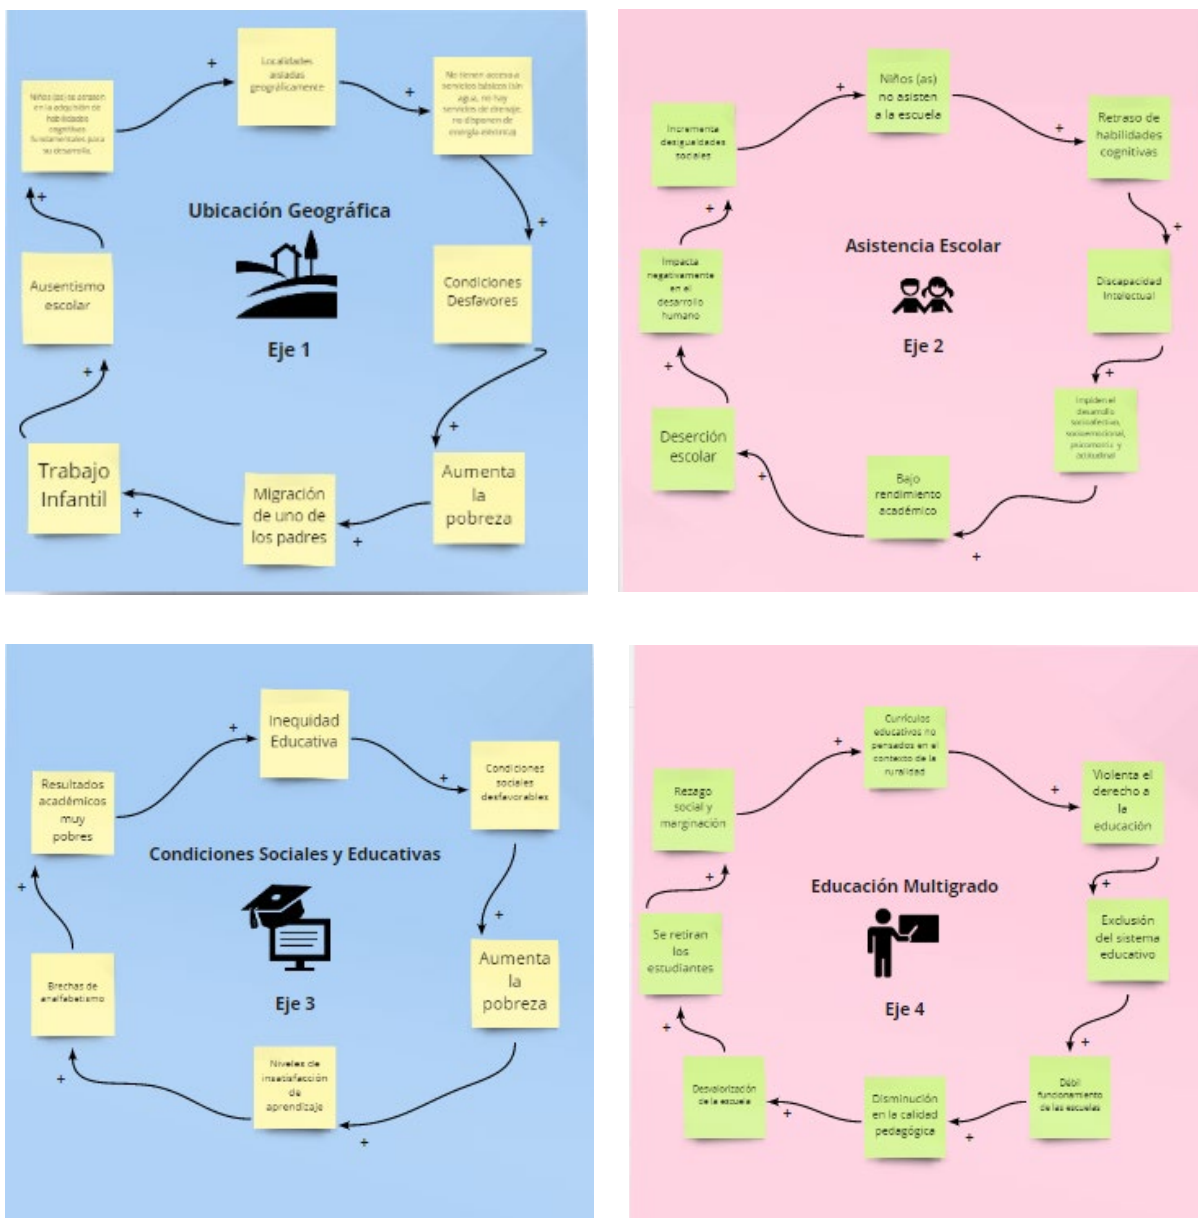 Localidades
aisladas
geográficamente
+
+
No tienen acceso a
servicios básicos (sin
agua, no hay
servicios de drenaje,
no disponen de
energía eléctrica)
Niños (as) se atrasen
en la adquisición de
habilidades
cognitivas
fundamentales para
su desarrollo.
+
+
Ubicación Geográfica
Condiciones
Desfavores
Ausentismo
escolar
Eje 1
+
+
Aumenta
la
pobreza
Trabajo
Infantil
Migración
de uno de
los padres
+
+
Niños (as)
no asisten
a la escuela
+
+
Incrementa
desigualdades
sociales
Retraso de
habilidades
cognitivas
+
+
Asistencia Escolar
Impacta
negativamente
en el
desarrollo
humano
Discapacidad
Intelectual
Eje 2
+
+
Impiden el
desarrollo
socioafectivo,
socioemocional,
psicomotriz y
actitudinal
Deserción
escolar
Bajo
rendimiento
académico
+
+
Inequidad
Educativa
+
+
Condiciones
sociales
desfavorables
Resultados
académicos
muy
pobres
Condiciones Sociales y Educativas
+
+
Aumenta
la
pobreza
Brechas de
analfabetismo
Eje 3
Niveles de
insatisfacción
de
aprendizaje
+
+
Currículos
educativos no
pensados en el
contexto de la
ruralidad
+
+
Rezago
social y
marginación
Violenta el
derecho a
la
educación
+
+
Educación Multigrado
Se retiran
los
estudiantes
Exclusión
del sistema
educativo
Eje 4
+
+
Desvalorización
de la escuela
Disminución
en la calidad
pedagógica
Débil
funcionamiento
de las escuelas
+
+